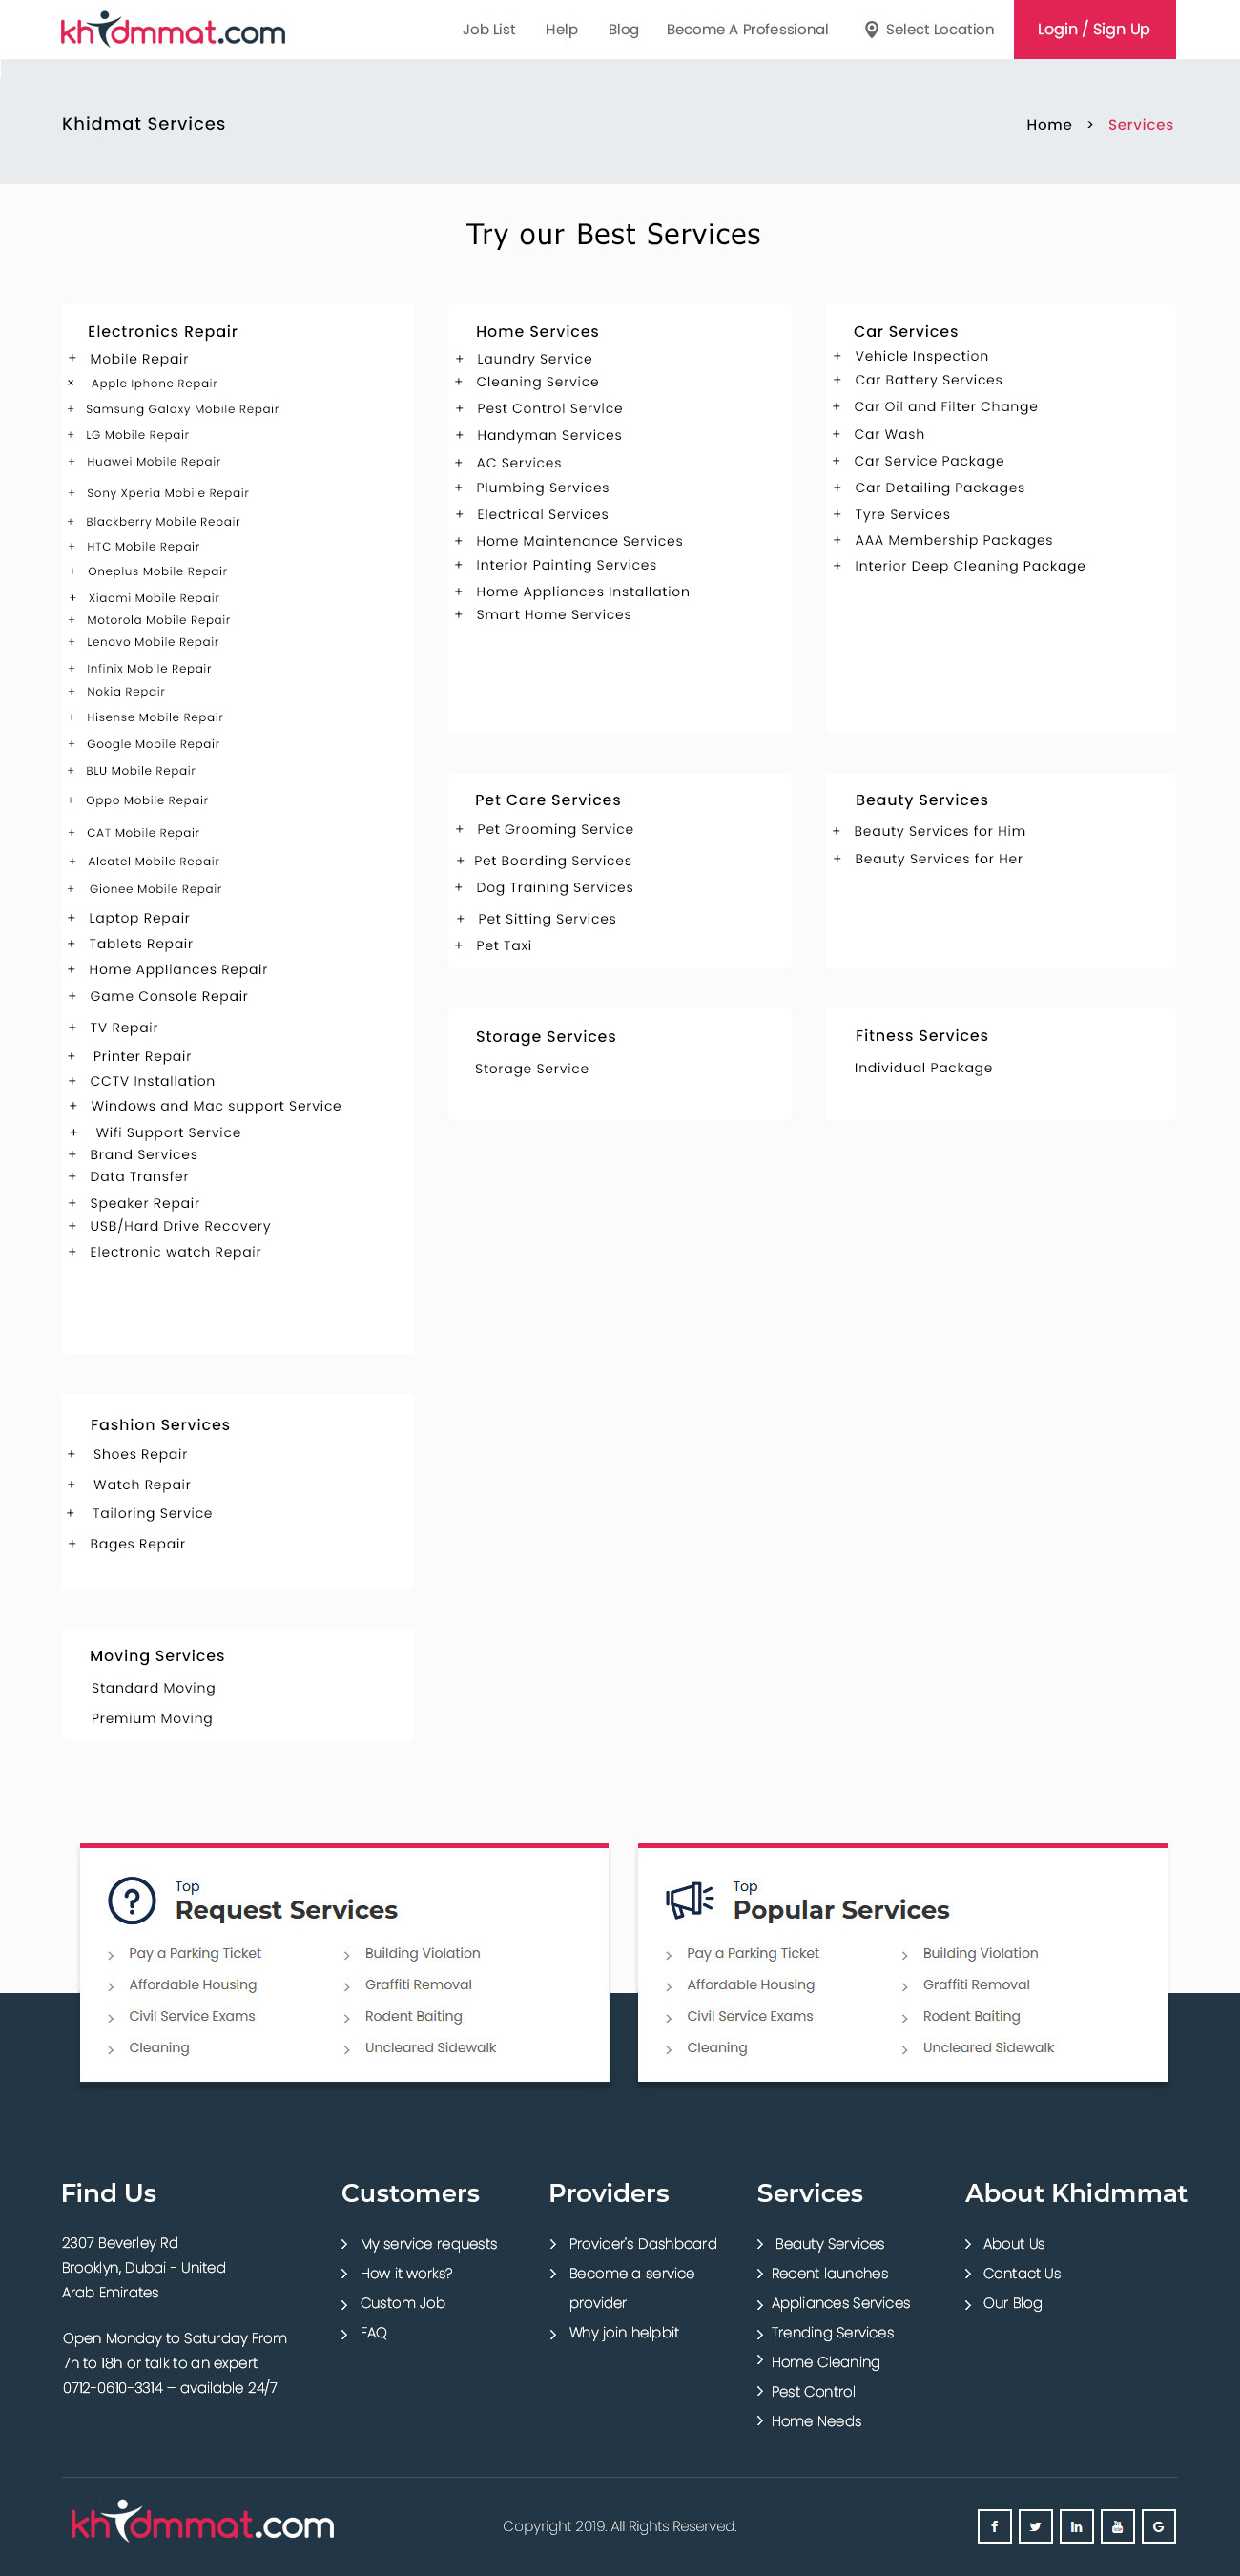 khidmmat.com
Job List
Help
Blog
Become A Professional
Select Location
Login / Sign Up
Khidmat Services
Home > Services
Try our Best Services
Electronics Repair
+ Mobile Repair
× Apple Iphone Repair
+ Samsung Galaxy Mobile Repair
+ LG Mobile Repair
+ Huawei Mobile Repair
+ Sony Xperia Mobile Repair
+ Blackberry Mobile Repair
+ HTC Mobile Repair
+ Oneplus Mobile Repair
+ Xiaomi Mobile Repair
+ Motorola Mobile Repair
+ Lenovo Mobile Repair
+ Infinix Mobile Repair
+ Nokia Repair
+ Hisense Mobile Repair
+ Google Mobile Repair
+ BLU Mobile Repair
+ Oppo Mobile Repair
+ CAT Mobile Repair
+ Alcatel Mobile Repair
+ Gionee Mobile Repair
+ Laptop Repair
+ Tablets Repair
+ Home Appliances Repair
+ Game Console Repair
+ TV Repair
+ Printer Repair
+ CCTV Installation
+ Windows and Mac support Service
+ Wifi Support Service
+ Brand Services
+ Data Transfer
+ Speaker Repair
+ USB/Hard Drive Recovery
+ Electronic watch Repair
Home Services
+ Laundry Service
+ Cleaning Service
+ Pest Control Service
+ Handyman Services
+ AC Services
+ Plumbing Services
+ Electrical Services
+ Home Maintenance Services
+ Interior Painting Services
+ Home Appliances Installation
+ Smart Home Services
Car Services
+ Vehicle Inspection
+ Car Battery Services
+ Car Oil and Filter Change
+ Car Wash
+ Car Service Package
+ Car Detailing Packages
+ Tyre Services
+ AAA Membership Packages
+ Interior Deep Cleaning Package
Pet Care Services
+ Pet Grooming Service
+ Pet Boarding Services
+ Dog Training Services
+ Pet Sitting Services
+ Pet Taxi
Beauty Services
+ Beauty Services for Him
+ Beauty Services for Her
Storage Services
Storage Service
Fitness Services
Individual Package
Fashion Services
+ Shoes Repair
+ Watch Repair
+ Tailoring Service
+ Bages Repair
Moving Services
Standard Moving
Premium Moving
Top
Request Services
Pay a Parking Ticket
Affordable Housing
Civil Service Exams
Cleaning
Building Violation
Graffiti Removal
Rodent Baiting
Uncleared Sidewalk
Top
Popular Services
Pay a Parking Ticket
Affordable Housing
Civil Service Exams
Cleaning
Building Violation
Graffiti Removal
Rodent Baiting
Uncleared Sidewalk
Find Us
2307 Beverley Rd
Brooklyn, Dubai - United
Arab Emirates
Open Monday to Saturday From
7h to 18h or talk to an expert
0712-0610-3314 – available 24/7
Customers
My service requests
How it works?
Custom Job
FAQ
Providers
Provider's Dashboard
Become a service
provider
Why join helpbit
Services
Beauty Services
Recent launches
Appliances Services
Trending Services
Home Cleaning
Pest Control
Home Needs
About Khidmmat
About Us
Contact Us
Our Blog
khidmmat.com
Copyright 2019. All Rights Reserved.